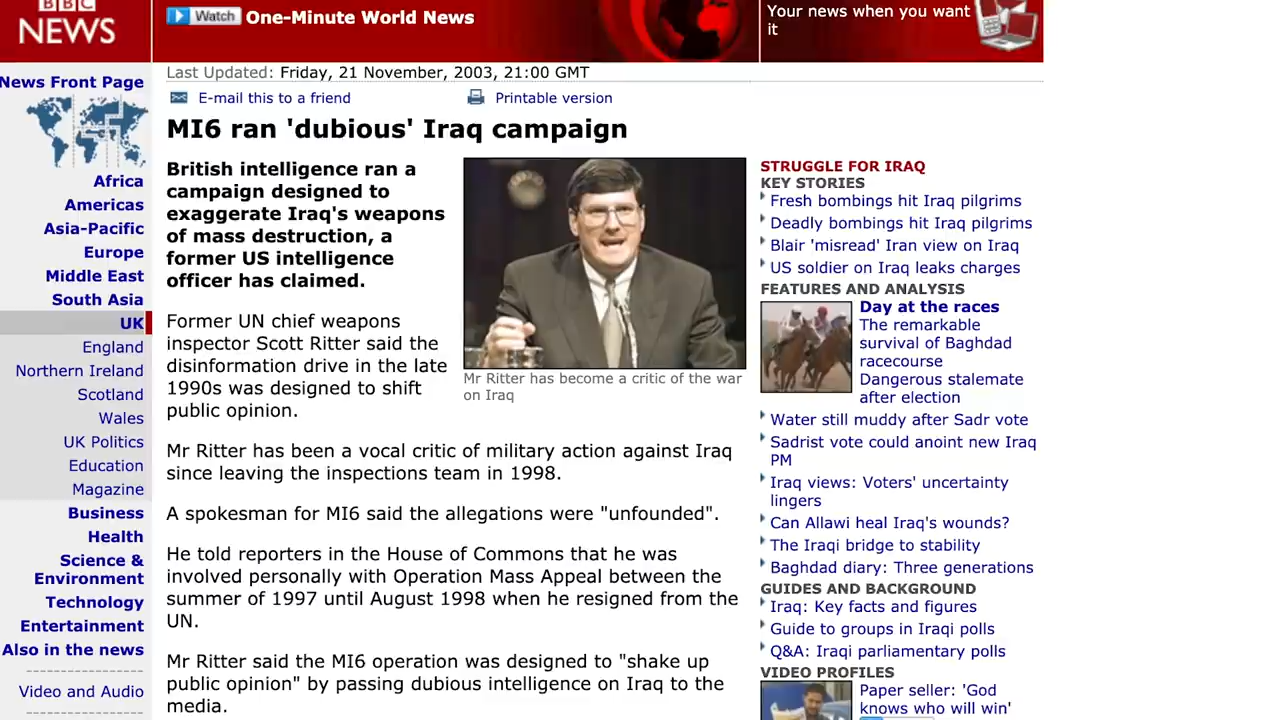 BBC
NEWS
Watch One-Minute World News
Your news when you want
it
News Front Page
Africa
Americas
Asia-Pacific
Europe
Middle East
South Asia
UK
England
Northern Ireland
Scotland
Wales
UK Politics
Education
Magazine
Business
Health
Science &
Environment
Technology
Entertainment
Also in the news
Video and Audio
Last Updated: Friday, 21 November, 2003, 21:00 GMT
E-mail this to a friend
Printable version
MI6 ran 'dubious' Iraq campaign
British intelligence ran a
campaign designed to
exaggerate Iraq's weapons
of mass destruction, a
former US intelligence
officer has claimed.
Mr Ritter has become a critic of the war
on Iraq
Former UN chief weapons
inspector Scott Ritter said the
disinformation drive in the late
1990s was designed to shift
public opinion.
Mr Ritter has been a vocal critic of military action against Iraq
since leaving the inspections team in 1998.
A spokesman for MI6 said the allegations were "unfounded".
He told reporters in the House of Commons that he was
involved personally with Operation Mass Appeal between the
summer of 1997 until August 1998 when he resigned from the
UN.
Mr Ritter said the MI6 operation was designed to "shake up
public opinion" by passing dubious intelligence on Iraq to the
media.
STRUGGLE FOR IRAQ
KEY STORIES
Fresh bombings hit Iraq pilgrims
Deadly bombings hit Iraq pilgrims
Blair 'misread' Iran view on Iraq
US soldier on Iraq leaks charges
FEATURES AND ANALYSIS
Day at the races
The remarkable
survival of Baghdad
racecourse
Dangerous stalemate
after election
Water still muddy after Sadr vote
Sadrist vote could anoint new Iraq
PM
Iraq views: Voters' uncertainty
lingers
Can Allawi heal Iraq's wounds?
The Iraqi bridge to stability
Baghdad diary: Three generations
GUIDES AND BACKGROUND
Iraq: Key facts and figures
Guide to groups in Iraqi polls
Q&A: Iraqi parliamentary polls
VIDEO PROFILES
Paper seller: 'God
knows who will win'